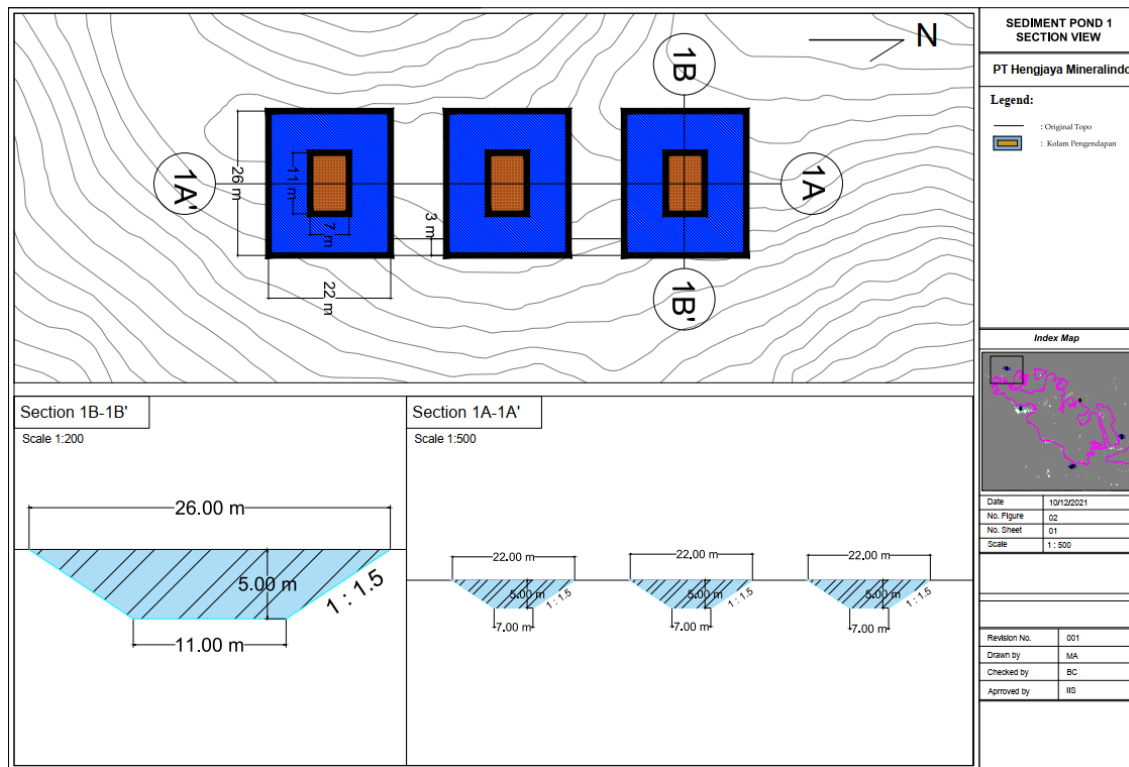 N
1B
1A'
1A
1B'
26 m
11 m
7 m
3 m
22 m
SEDIMENT POND 1
SECTION VIEW
PT Hengjaya Mineralindo
Legend:
: Original Topo
: Kolam Pengendapan
Index Map
Date 10/12/2021
No. Figure 02
No. Sheet 01
Scale 1 : 500
Revision No. 001
Drawn by MA
Checked by BC
Aprroved by IIS
Section 1B-1B'
Scale 1:200
26.00 m
5.00 m
1 : 1.5
11.00 m
Section 1A-1A'
Scale 1:500
22.00 m
22.00 m
22.00 m
5.00 m
1 : 1.5
5.00 m
1 : 1.5
5.00 m
1 : 1.5
7.00 m
7.00 m
7.00 m